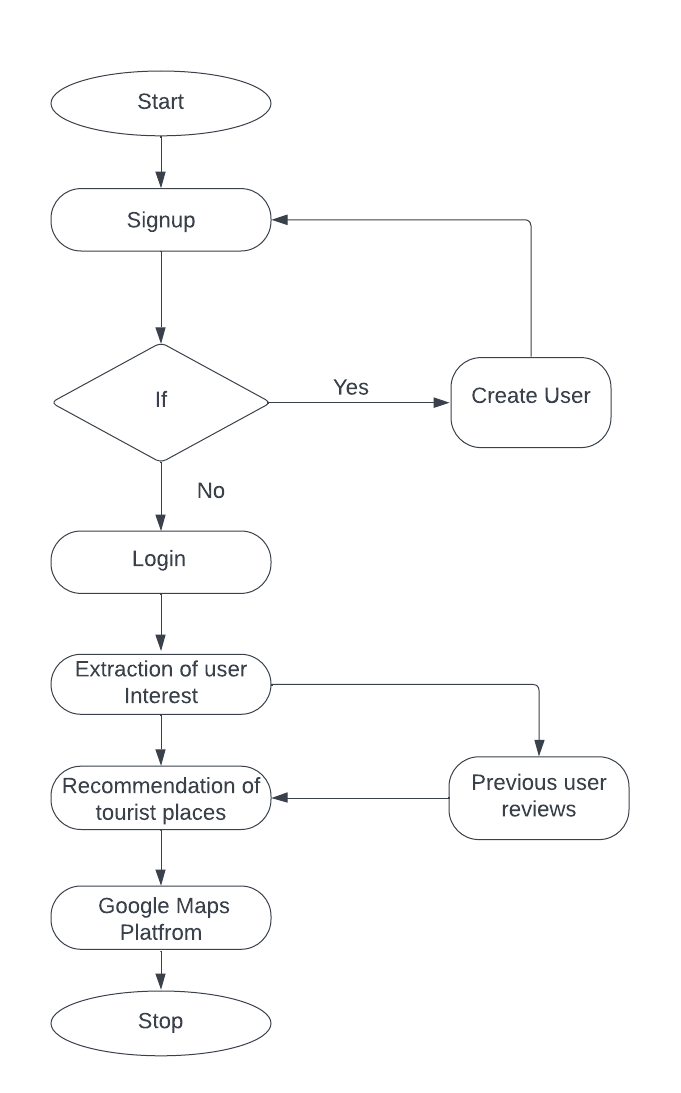 Start
Signup
If
Yes
Create User
No
Login
Extraction of user
Interest
Recommendation of
tourist places
Previous user
reviews
Google Maps
Platfrom
Stop